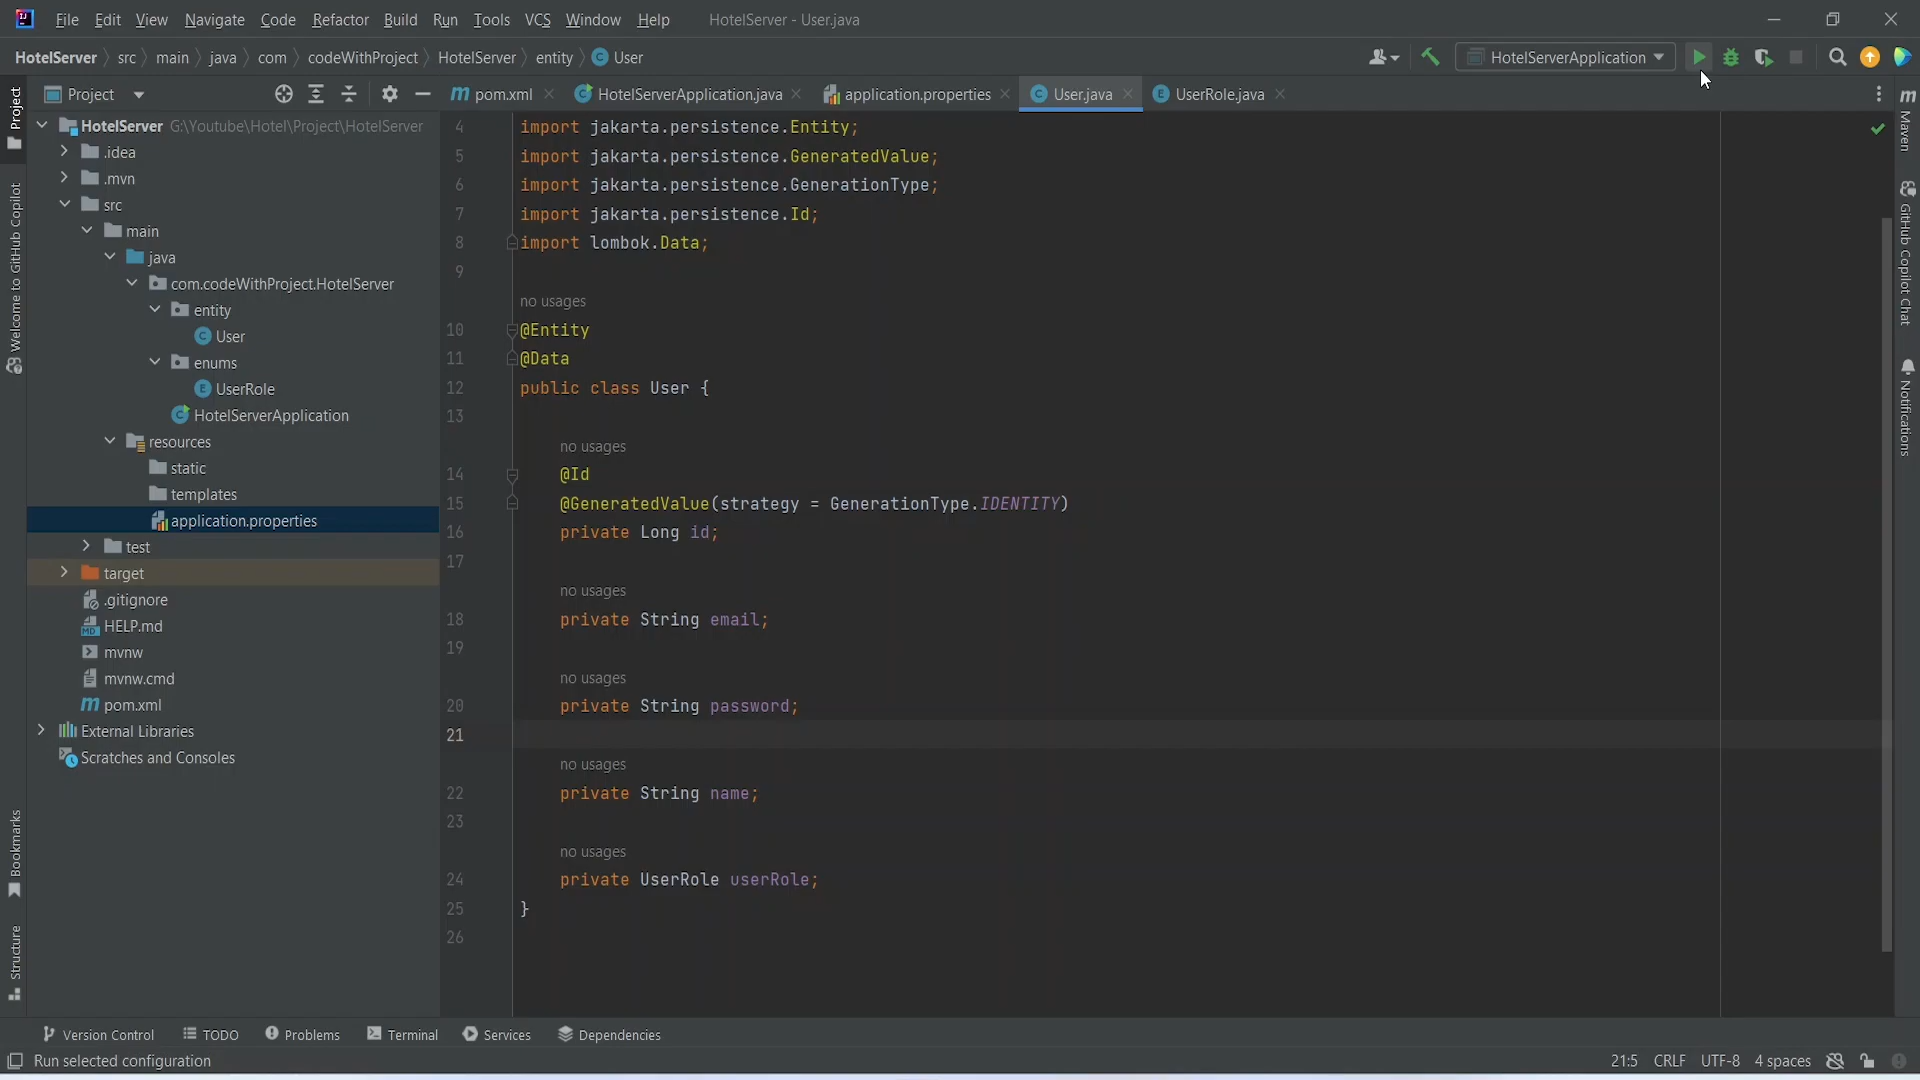 File Edit View Navigate Code Refactor Build Run Tools VCS Window Help HotelServer - User.java
HotelServer src main java com codeWithProject HotelServer entity User HotelServerApplication
Project
pom.xml HotelServerApplication.java application.properties User.java UserRole.java
HotelServer G:\Youtube\Hotel\Project\HotelServer
.idea
.mvn
src
main
java
com.codeWithProject.HotelServer
entity
User
enums
UserRole
HotelServerApplication
resources
static
templates
application.properties
test
target
.gitignore
HELP.md
mvnw
mvnw.cmd
pom.xml
External Libraries
Scratches and Consoles
4 import jakarta.persistence.Entity;
5 import jakarta.persistence.GeneratedValue;
6 import jakarta.persistence.GenerationType;
7 import jakarta.persistence.Id;
8 import lombok.Data;
9
no usages
10 @Entity
11 @Data
12 public class User {
13
no usages
14 @Id
15 @GeneratedValue(strategy = GenerationType.IDENTITY)
16 private Long id;
17
no usages
18 private String email;
19
no usages
20 private String password;
21
no usages
22 private String name;
23
no usages
24 private UserRole userRole;
25 }
26
Project
Welcome to GitHub Copilot
Bookmarks
Structure
Maven
GitHub Copilot Chat
Notifications
Version Control TODO Problems Terminal Services Dependencies
Run selected configuration 21:5 CRLF UTF-8 4 spaces